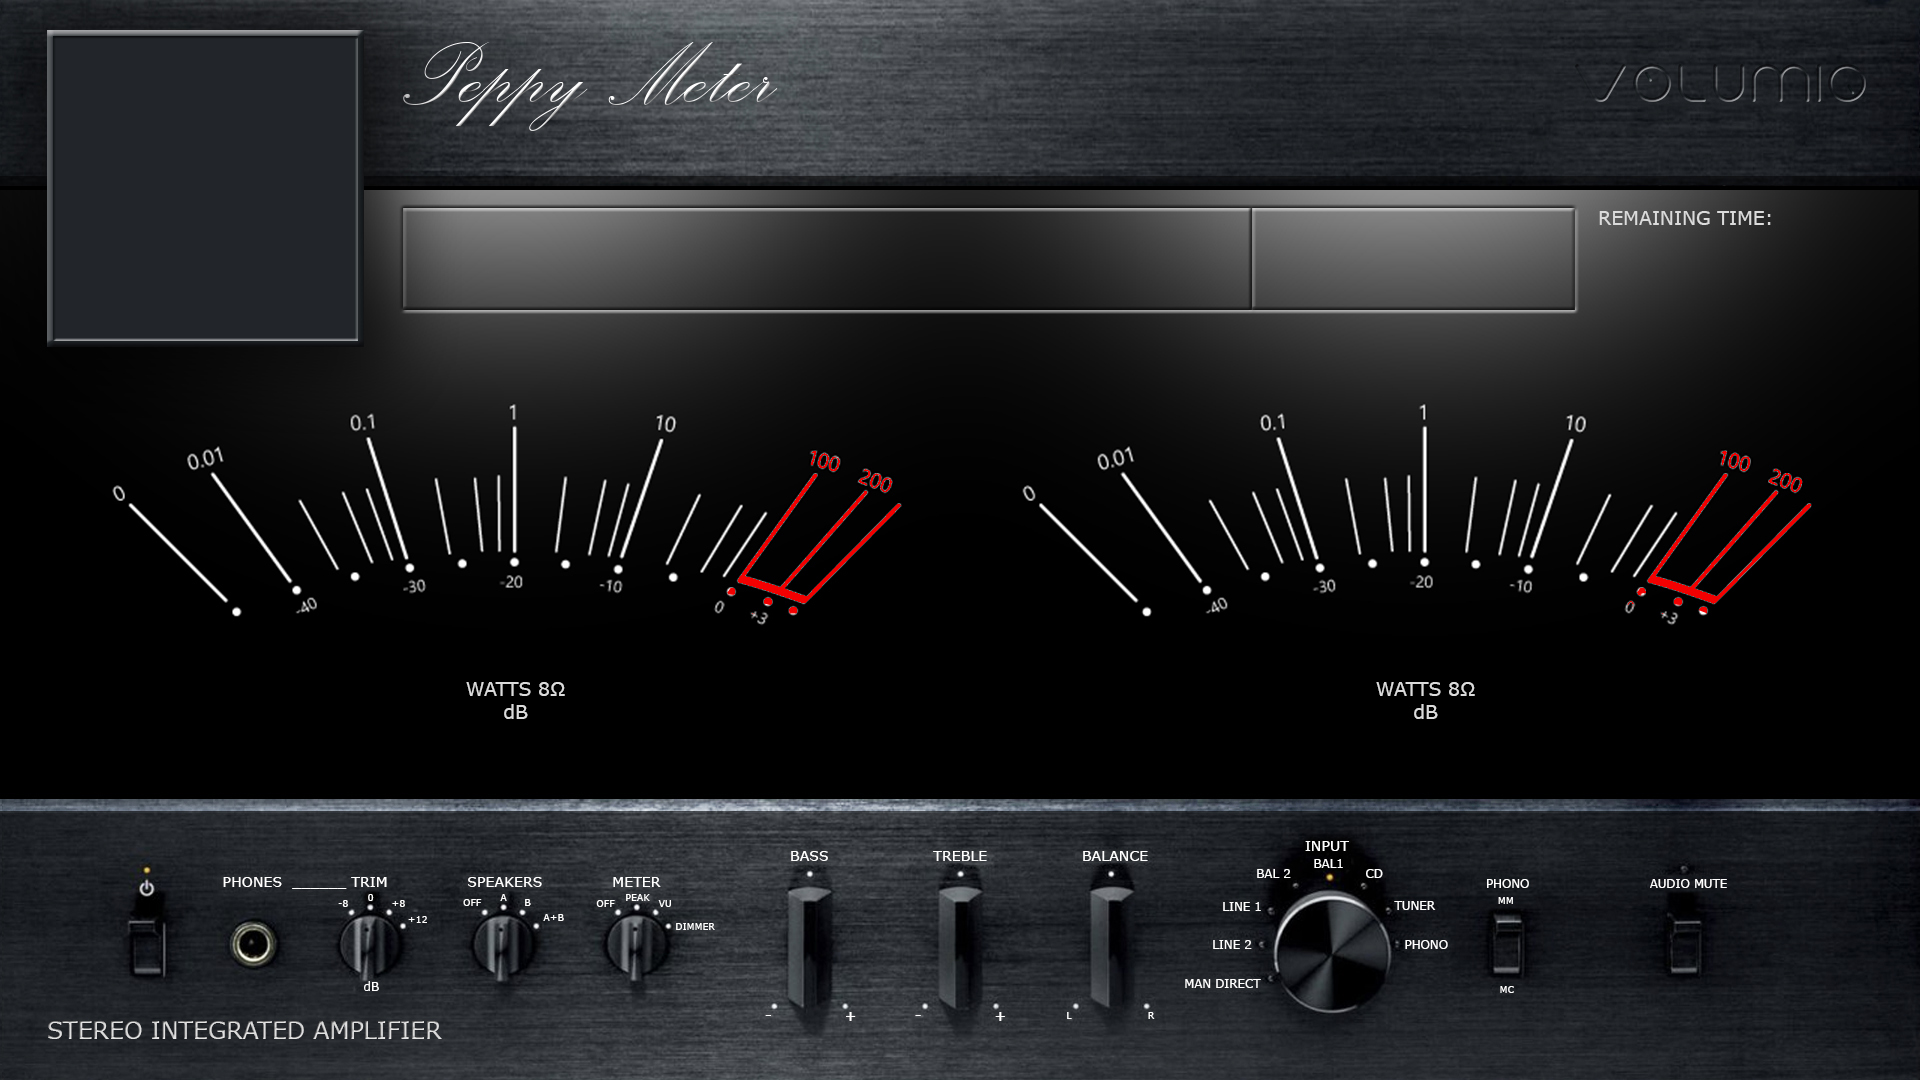 Peppy Meter
VOLUMIO
REMAINING TIME:
0 0.01 0.1 1 10 100 200
-40 -30 -20 -10 0 +3
WATTS 8Ω
dB
0 0.01 0.1 1 10 100 200
-40 -30 -20 -10 0 +3
WATTS 8Ω
dB
PHONES ______ TRIM
-8 0 +8 +12
dB
SPEAKERS
OFF A B A+B
METER
OFF PEAK VU DIMMER
BASS
− +
TREBLE
− +
BALANCE
L R
INPUT
BAL1
BAL 2 CD
LINE 1 TUNER
LINE 2 PHONO
MAN DIRECT
PHONO
MM
MC
AUDIO MUTE
STEREO INTEGRATED AMPLIFIER